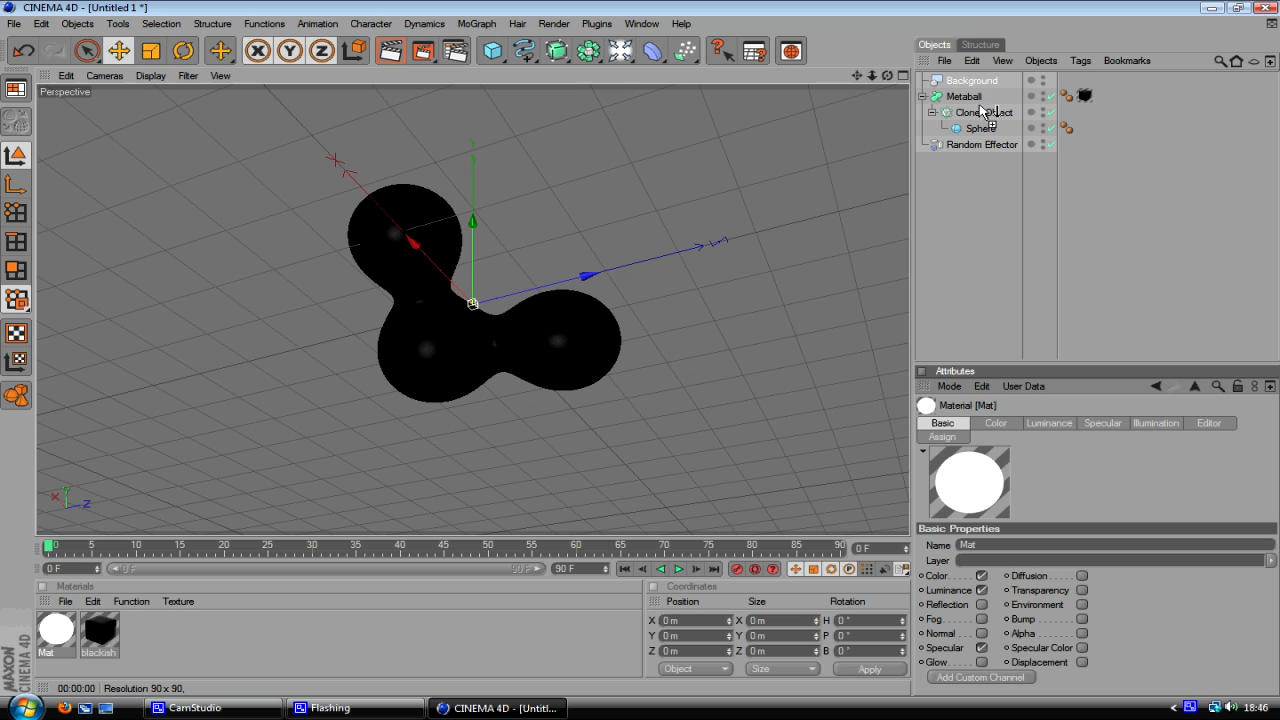 CINEMA 4D - [Untitled 1 *]
File Edit Objects Tools Selection Structure Functions Animation Character Dynamics MoGraph Hair Render Plugins Window Help
X Y Z
Objects Structure
File Edit View Objects Tags Bookmarks
Edit Cameras Display Filter View
Perspective
Background
Metaball
Sphere
Random Effector
X
Y
Y
X Z
Attributes
Mode Edit User Data
Material [Mat]
Basic Color Luminance Specular Illumination Editor
Assign
Basic Properties
Name Mat
Layer
Color Diffusion
Luminance Transparency
Reflection Environment
Fog Bump
Normal Alpha
Specular Specular Color
Glow Displacement
Add Custom Channel
0 5 10 15 20 25 30 35 40 45 50 55 60 65 70 75 80 85 90 0 F
0 F 0 F 90 F 90 F
Materials
File Edit Function Texture
Mat blackish
Coordinates
Position Size Rotation
X 0 m X 0 m H 0 °
Y 0 m Y 0 m P 0 °
Z 0 m Z 0 m B 0 °
Object Size Apply
MAXON
CINEMA 4D
00:00:00 Resolution 90 x 90,
CamStudio Flashing CINEMA 4D - [Untitl... 18:46